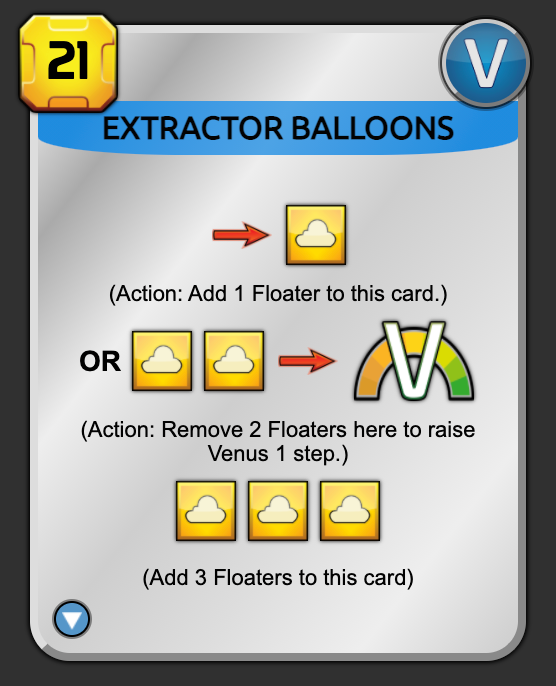 21
V
EXTRACTOR BALLOONS
(Action: Add 1 Floater to this card.)
OR
V
(Action: Remove 2 Floaters here to raise
Venus 1 step.)
(Add 3 Floaters to this card)